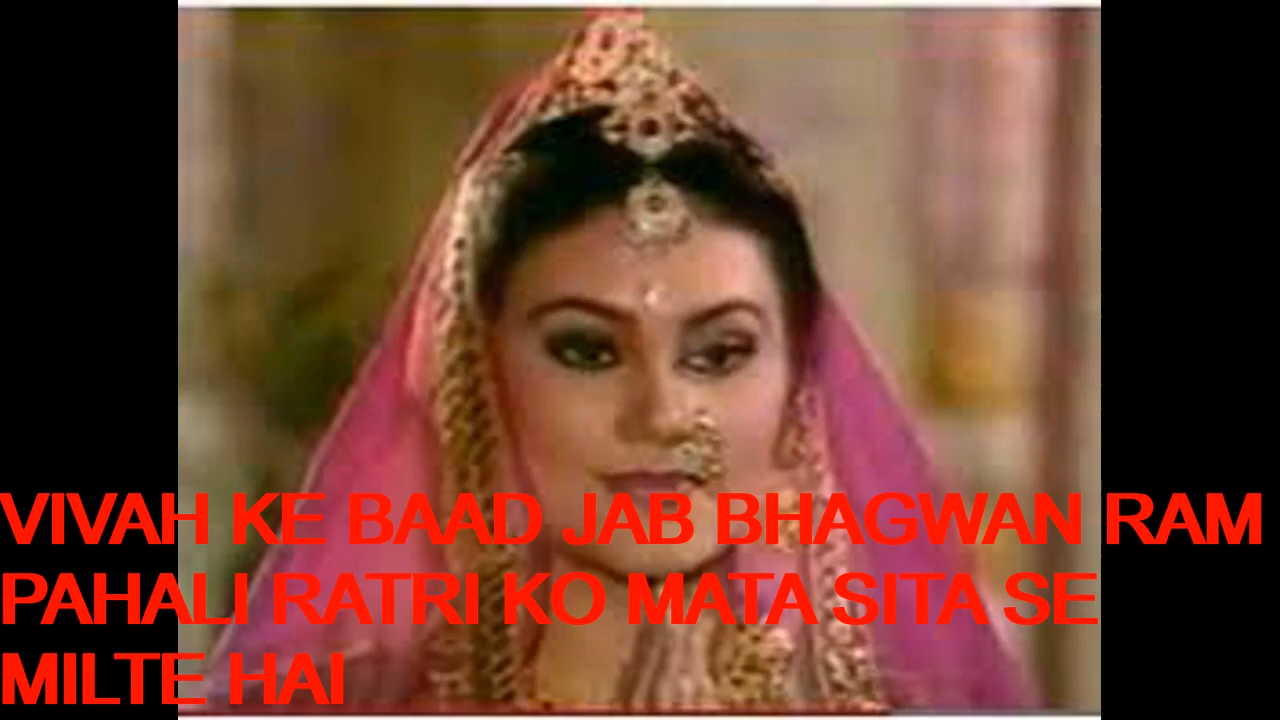 VIVAH KE BAAD JAB BHAGWAN RAM
PAHALI RATRI KO MATA SITA SE
MILTE HAI